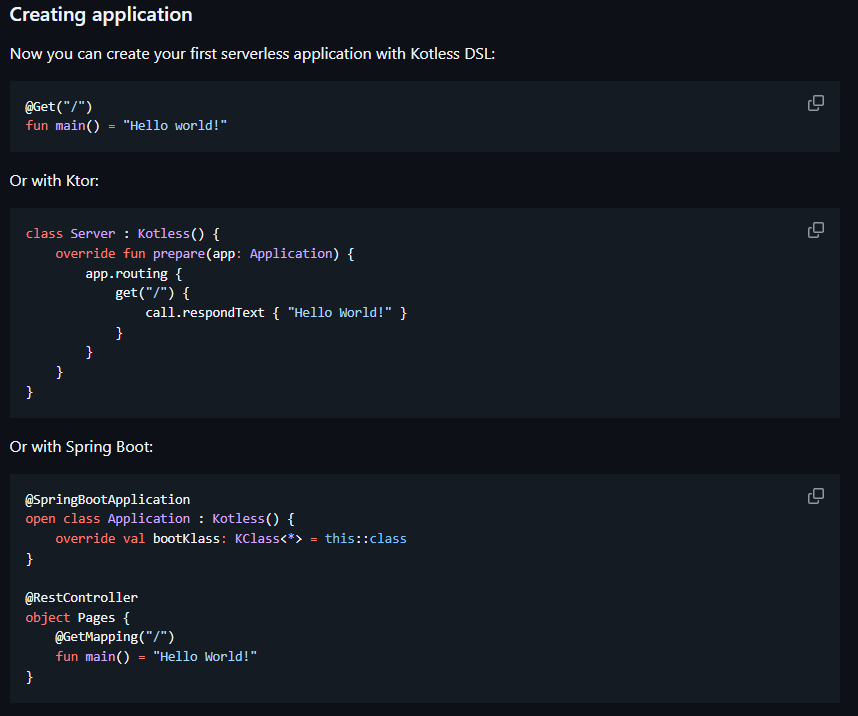 Creating application
Now you can create your first serverless application with Kotless DSL:
@Get("/")
fun main() = "Hello world!"
Or with Ktor:
class Server : Kotless() {
    override fun prepare(app: Application) {
        app.routing {
            get("/") {
                call.respondText { "Hello World!" }
            }
        }
    }
}
Or with Spring Boot:
@SpringBootApplication
open class Application : Kotless() {
    override val bootKlass: KClass<*> = this::class
}
@RestController
object Pages {
    @GetMapping("/")
    fun main() = "Hello World!"
}